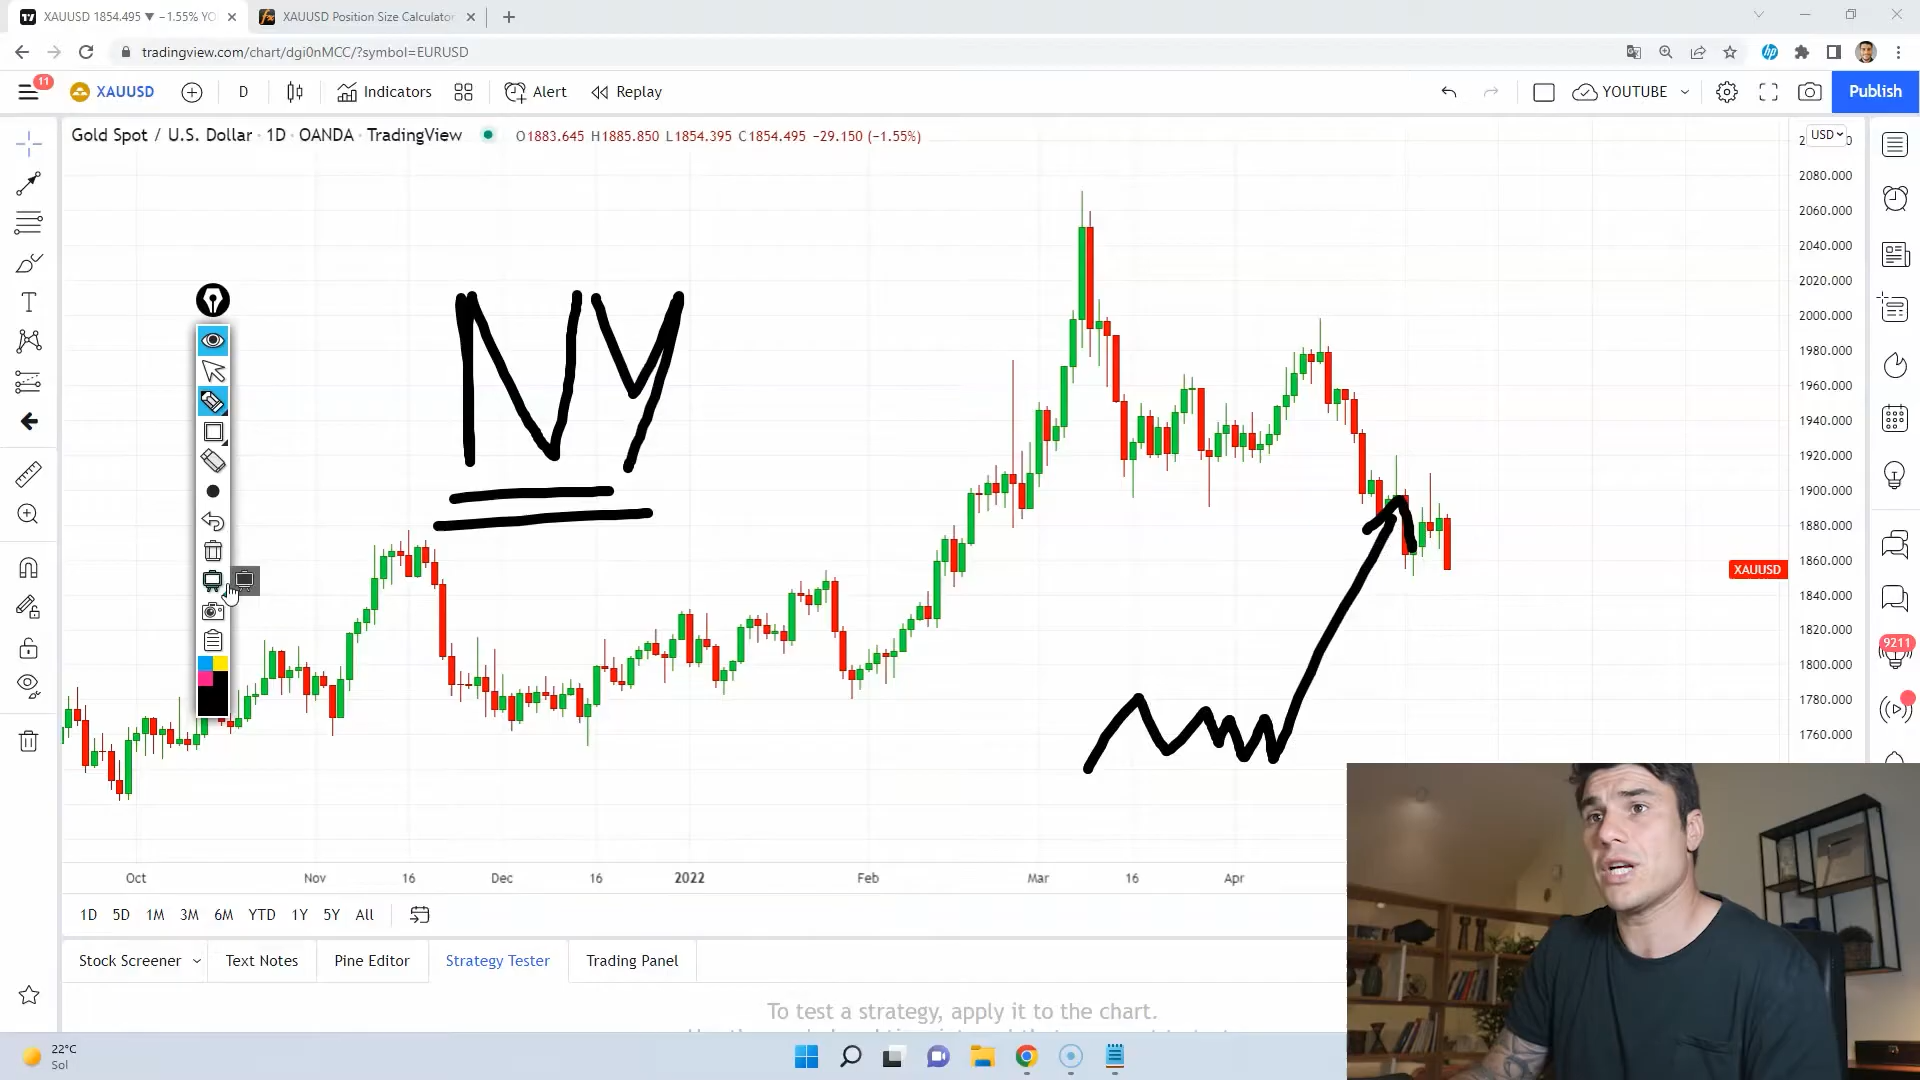 XAUUSD 1854.495 ▼ −1.55% YO
XAUUSD Position Size Calculator
tradingview.com/chart/dgi0nMCC/?symbol=EURUSD
11
XAUUSD
D
Indicators
Alert
Replay
YOUTUBE
Publish
Gold Spot / U.S. Dollar · 1D · OANDA · TradingView
O1883.645 H1885.850 L1854.395 C1854.495 −29.150 (−1.55%)
USD
2080.000
2060.000
2040.000
2020.000
2000.000
1980.000
1960.000
1940.000
1920.000
1900.000
1880.000
1860.000
1840.000
1820.000
1800.000
1780.000
1760.000
NY
XAUUSD
9211
Oct Nov 16 Dec 16 2022 Feb Mar 16 Apr
1D 5D 1M 3M 6M YTD 1Y 5Y All
Stock Screener Text Notes Pine Editor Strategy Tester Trading Panel
To test a strategy, apply it to the chart.
22°C
Sol